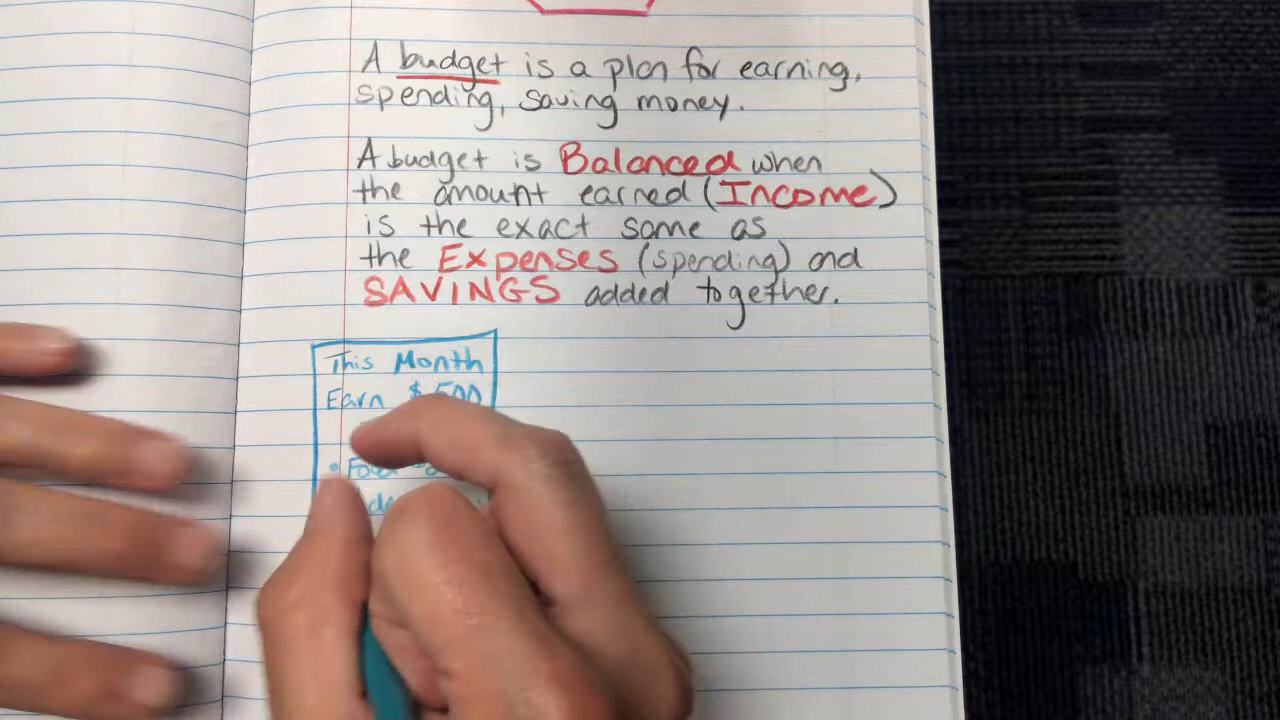 A budget is a plan for earning,
spending, saving money.
A budget is Balanced when
the amount earned (Income)
is the exact same as
the Expenses (spending) and
SAVINGS added together.
This Month
Earn $500